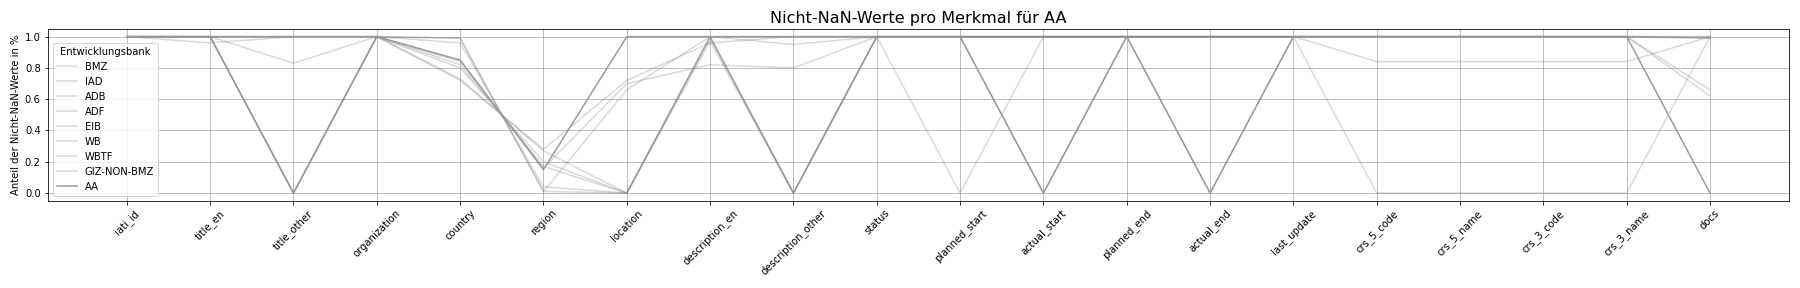 Nicht-NaN-Werte pro Merkmal für AA
Anteil der Nicht-NaN-Werte in %
1.0
0.8
0.6
0.4
0.2
0.0
Entwicklungsbank
BMZ
IAD
ADB
ADF
EIB
WB
WBTF
GIZ-NON-BMZ
AA
iati_id
title_en
title_other
organization
country
region
location
description_en
description_other
status
planned_start
actual_start
planned_end
actual_end
last_update
crs_5_code
crs_5_name
crs_3_code
crs_3_name
docs